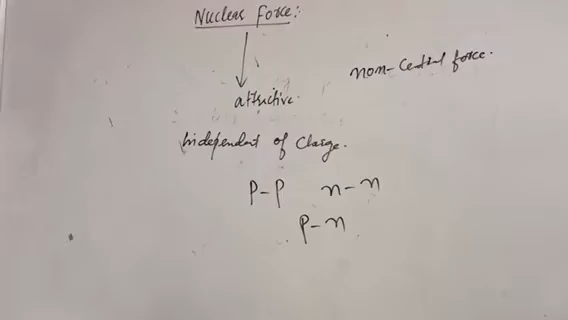 Nuclear Force:
non-Central force.
attractive.
independent of Charge.
P-P n-n
P-n